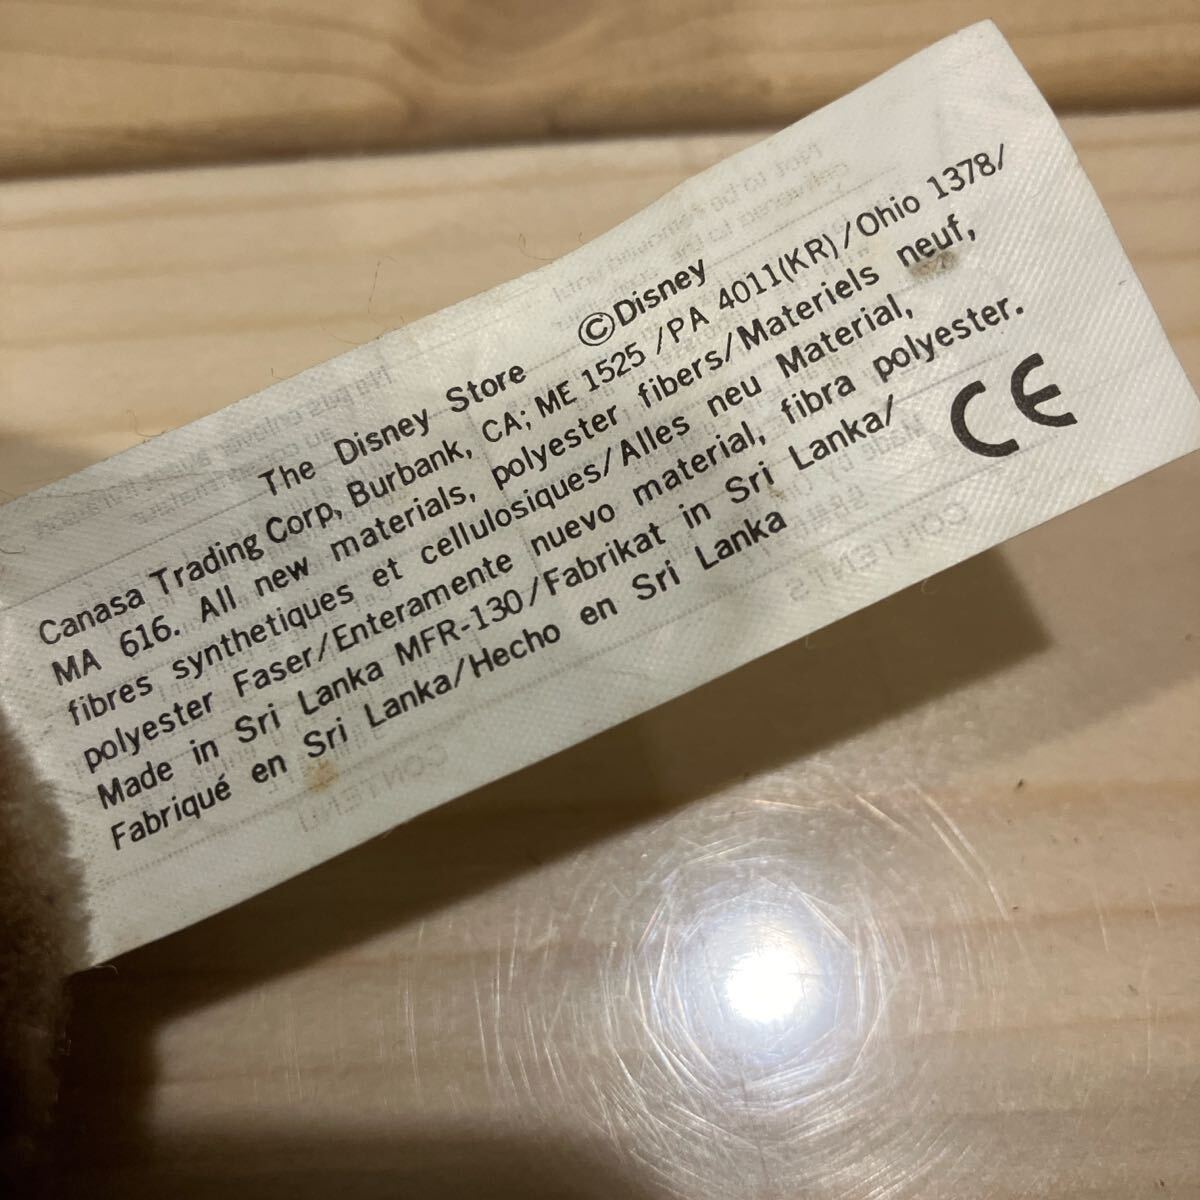 The Disney Store ©Disney
Canasa Trading Corp, Burbank, CA; ME 1525 /PA 4011(KR)/Ohio 1378/
MA 616. All new materials, polyester fibers/Materiels neuf,
fibres synthetiques et cellulosiques/Alles neu Material,
polyester Faser/Enteramente nuevo material, fibra polyester.
Made in Sri Lanka MFR-130/Fabrikat in Sri Lanka/
Fabriqué en Sri Lanka/Hecho en Sri Lanka
CE